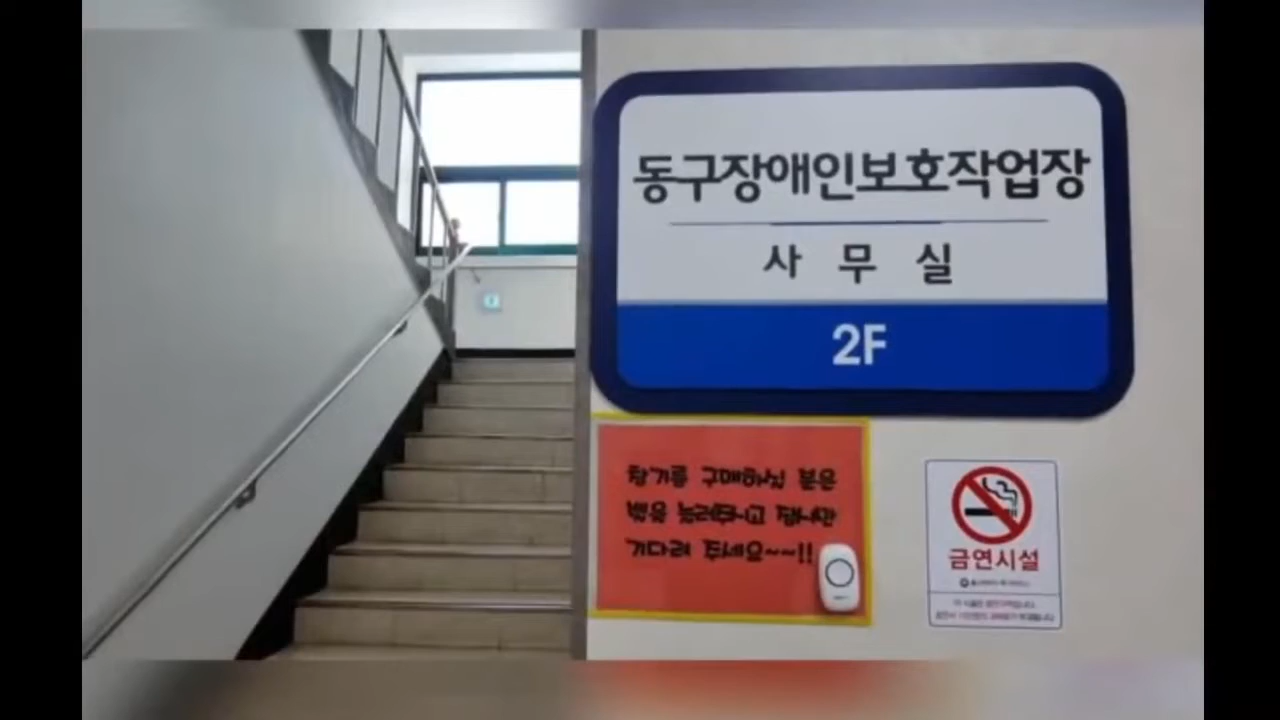 동구장애인보호작업장
사 무 실
2F
참기름 구매하실 분은
벨을 눌러주시고 잠시만
기다려 주세요~~!!
금연시설